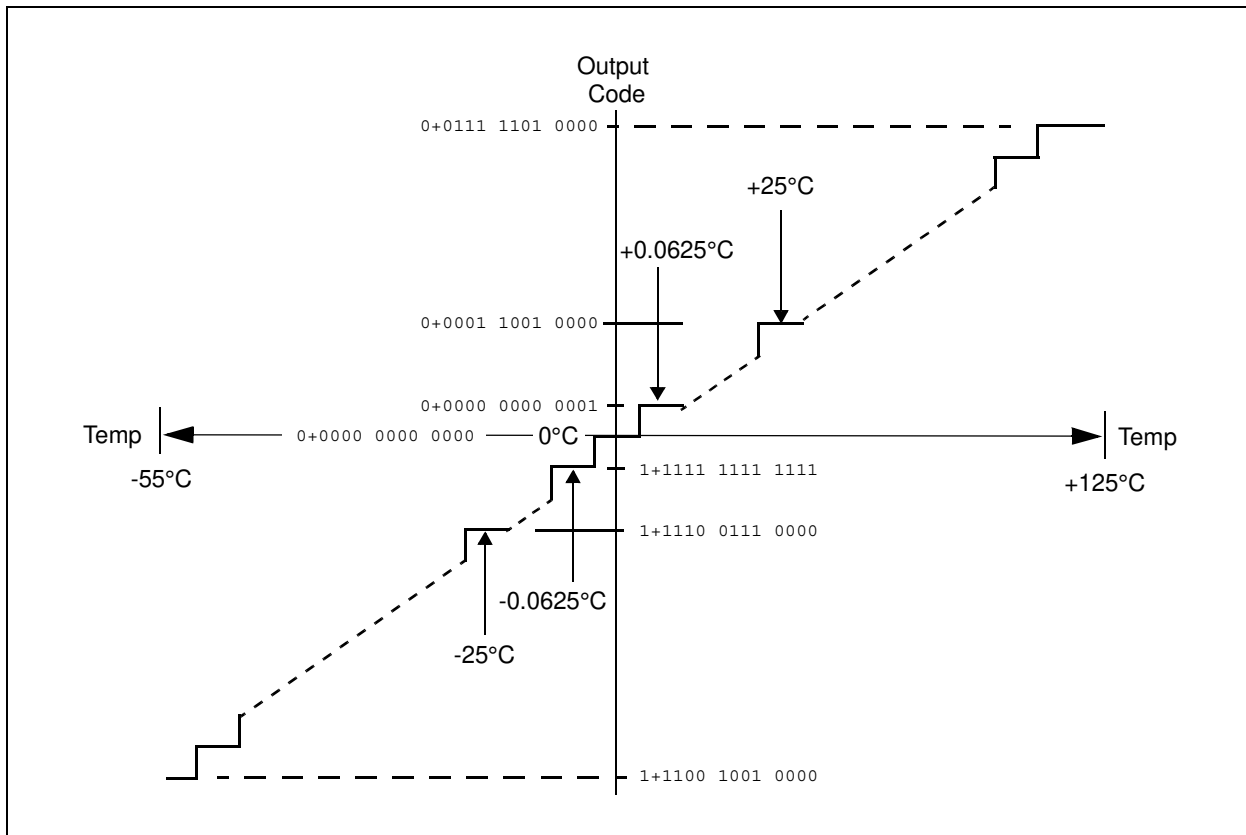 Output
Code
0+0111 1101 0000
+25°C
+0.0625°C
0+0001 1001 0000
0+0000 0000 0001
Temp
0+0000 0000 0000
0°C
Temp
-55°C
1+1111 1111 1111
+125°C
1+1110 0111 0000
-0.0625°C
-25°C
1+1100 1001 0000